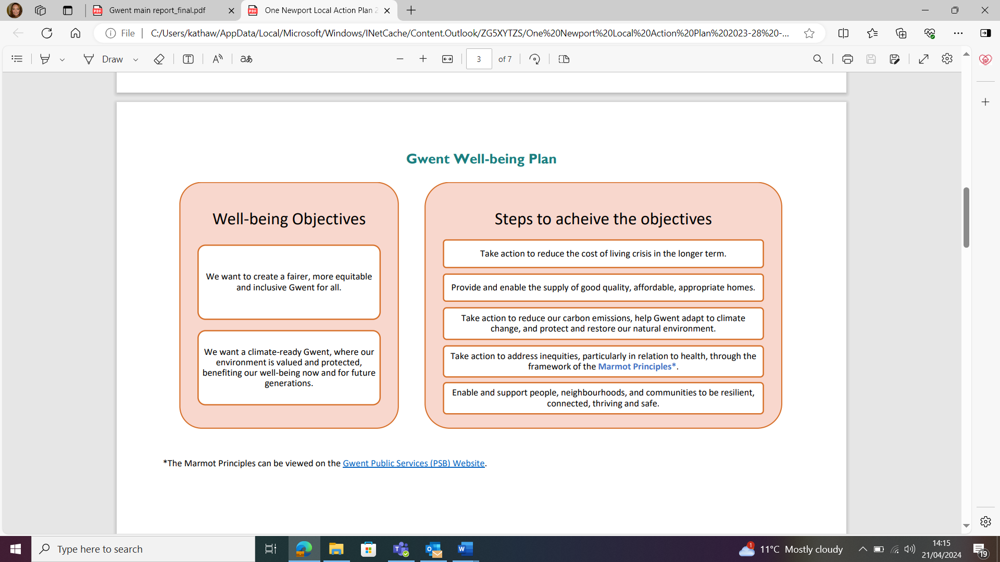 Gwent main report_final.pdf
One Newport Local Action Plan 2
File
C:/Users/kathaw/AppData/Local/Microsoft/Windows/INetCache/Content.Outlook/ZG5XYTZS/One%20Newport%20Local%20Action%20Plan%202023-28%20-...
Draw
3
of 7
Gwent Well-being Plan
Well-being Objectives
We want to create a fairer, more equitable
and inclusive Gwent for all.
We want a climate-ready Gwent, where our
environment is valued and protected,
benefiting our well-being now and for future
generations.
Steps to acheive the objectives
Take action to reduce the cost of living crisis in the longer term.
Provide and enable the supply of good quality, affordable, appropriate homes.
Take action to reduce our carbon emissions, help Gwent adapt to climate
change, and protect and restore our natural environment.
Take action to address inequities, particularly in relation to health, through the
framework of the Marmot Principles*.
Enable and support people, neighbourhoods, and communities to be resilient,
connected, thriving and safe.
*The Marmot Principles can be viewed on the Gwent Public Services (PSB) Website.
Type here to search
1
11°C Mostly cloudy
14:15
21/04/2024
19